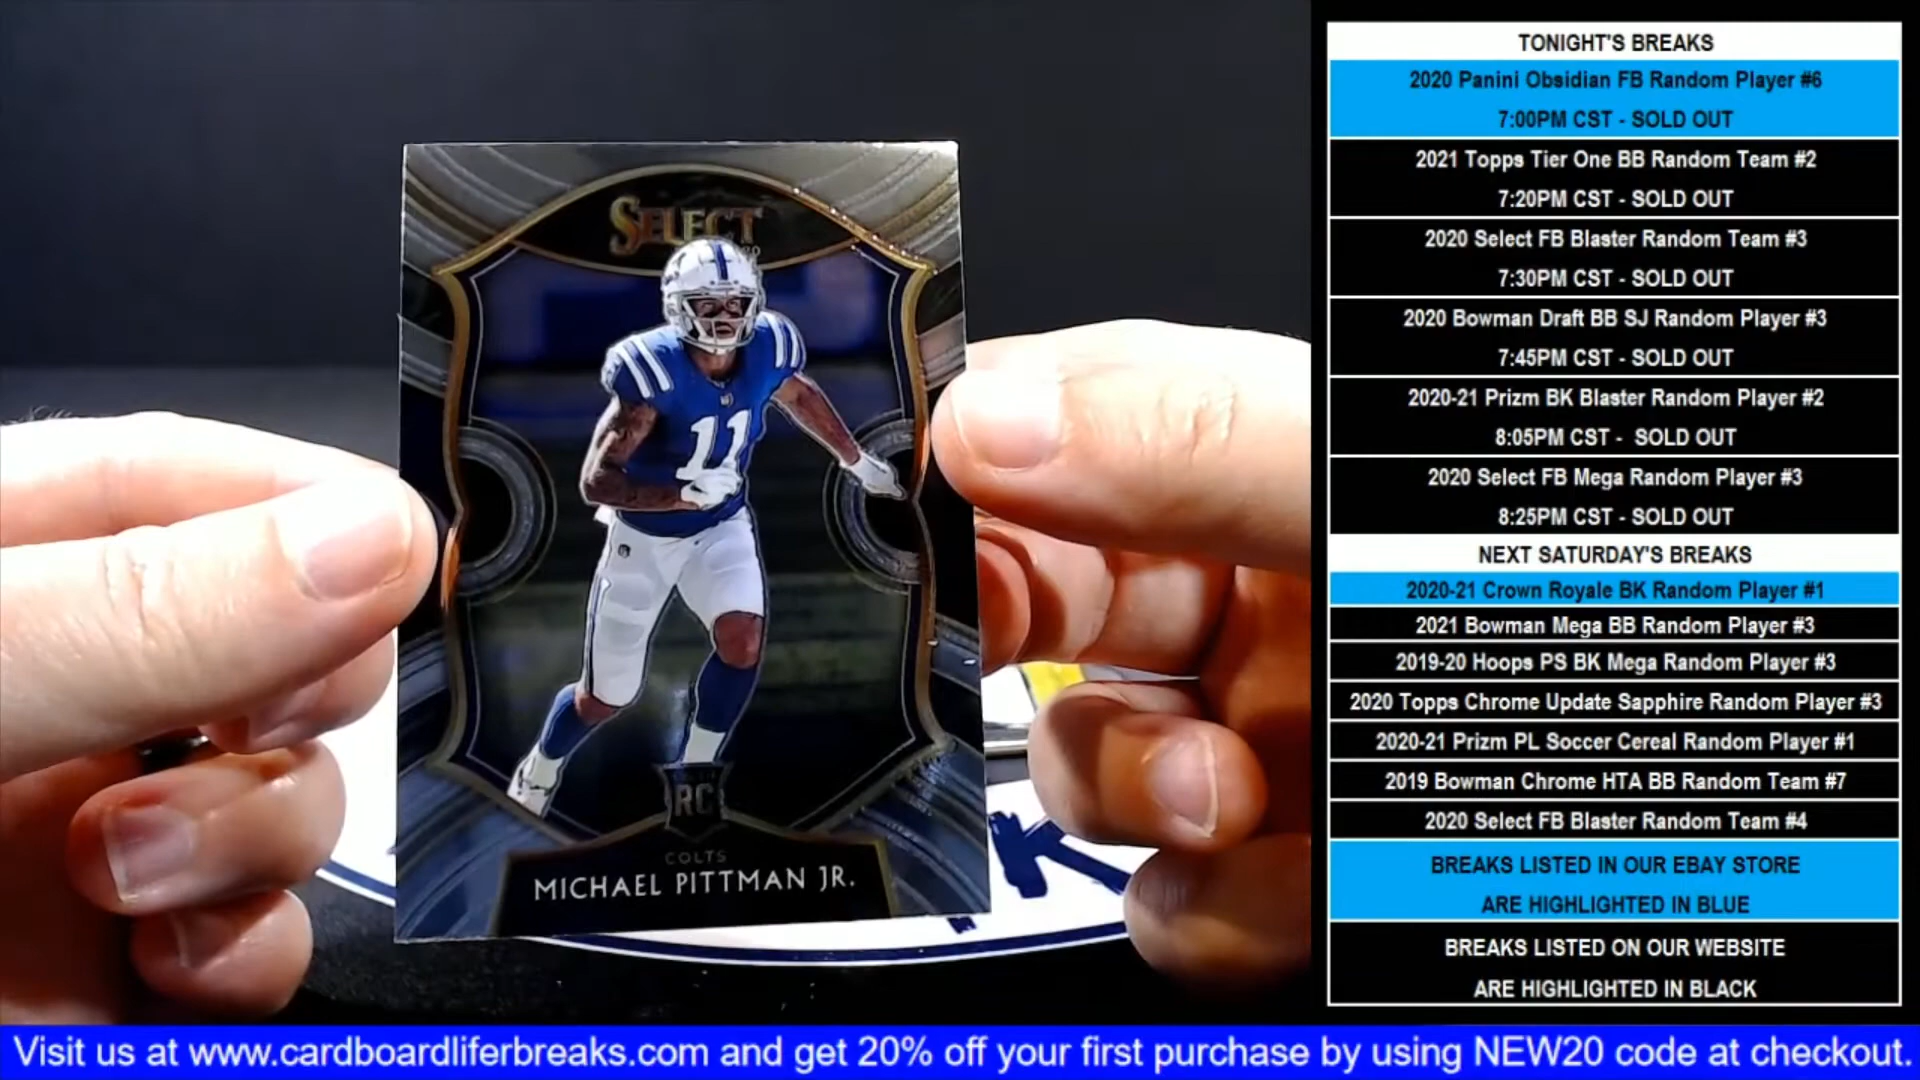 SELECT
11
RC
COLTS
MICHAEL PITTMAN JR.
TONIGHT'S BREAKS
2020 Panini Obsidian FB Random Player #6
7:00PM CST - SOLD OUT
2021 Topps Tier One BB Random Team #2
7:20PM CST - SOLD OUT
2020 Select FB Blaster Random Team #3
7:30PM CST - SOLD OUT
2020 Bowman Draft BB SJ Random Player #3
7:45PM CST - SOLD OUT
2020-21 Prizm BK Blaster Random Player #2
8:05PM CST - SOLD OUT
2020 Select FB Mega Random Player #3
8:25PM CST - SOLD OUT
NEXT SATURDAY'S BREAKS
2020-21 Crown Royale BK Random Player #1
2021 Bowman Mega BB Random Player #3
2019-20 Hoops PS BK Mega Random Player #3
2020 Topps Chrome Update Sapphire Random Player #3
2020-21 Prizm PL Soccer Cereal Random Player #1
2019 Bowman Chrome HTA BB Random Team #7
2020 Select FB Blaster Random Team #4
BREAKS LISTED IN OUR EBAY STORE
ARE HIGHLIGHTED IN BLUE
BREAKS LISTED ON OUR WEBSITE
ARE HIGHLIGHTED IN BLACK
Visit us at www.cardboardliferbreaks.com and get 20% off your first purchase by using NEW20 code at checkout.